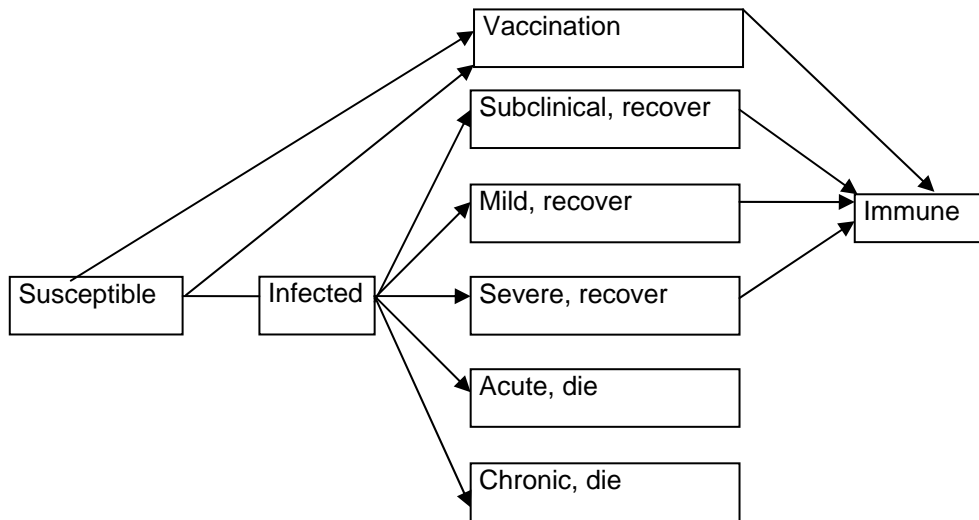 Vaccination
Subclinical, recover
Mild, recover
Immune
Susceptible
Infected
Severe, recover
Acute, die
Chronic, die